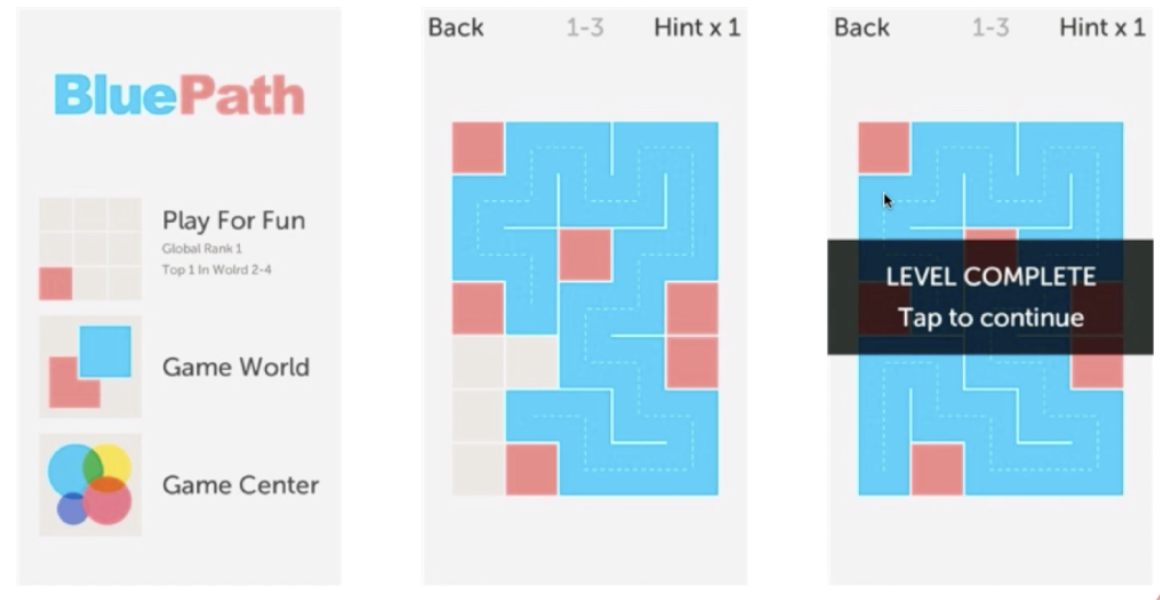 BluePath
Play For Fun
Global Rank 1
Top 1 In Wolrd 2-4
Game World
Game Center
Back 1-3 Hint x 1
Back 1-3 Hint x 1
LEVEL COMPLETE
Tap to continue